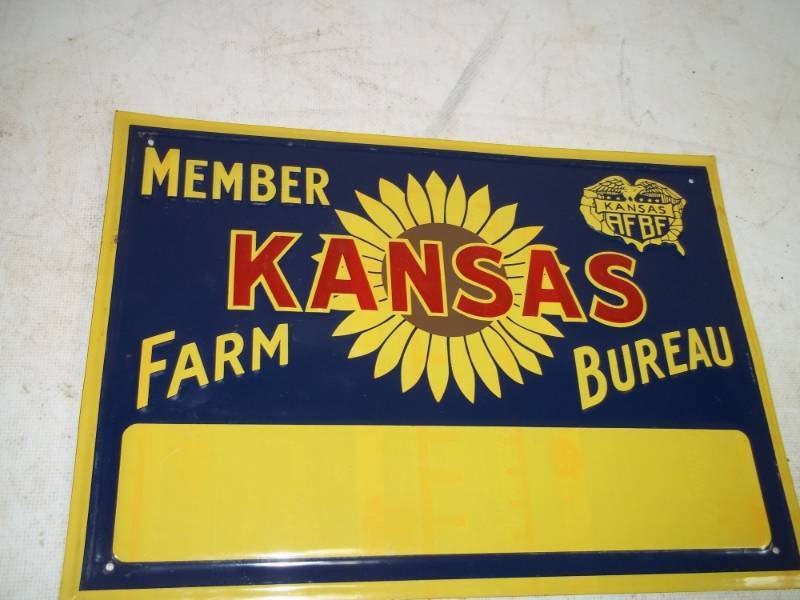 MEMBER
KANSAS
AFBF
KANSAS
FARM BUREAU